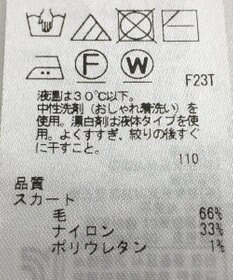 F W
F23T
液温は30℃以下。
中性洗剤(おしゃれ着洗い)を
使用。漂白剤は液体タイプを使
用。よくすすぎ、絞りの後すぐ
に干すこと。
110
品質
スカート
毛 66%
ナイロン 33%
ポリウレタン 1%